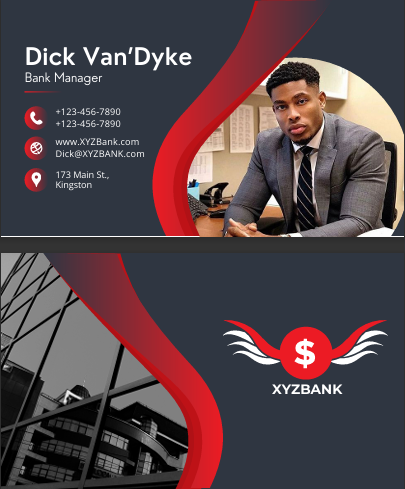 Dick Van'Dyke
Bank Manager
+123-456-7890
+123-456-7890
www.XYZBank.com
Dick@XYZBANK.com
173 Main St.,
Kingston
$
XYZBANK